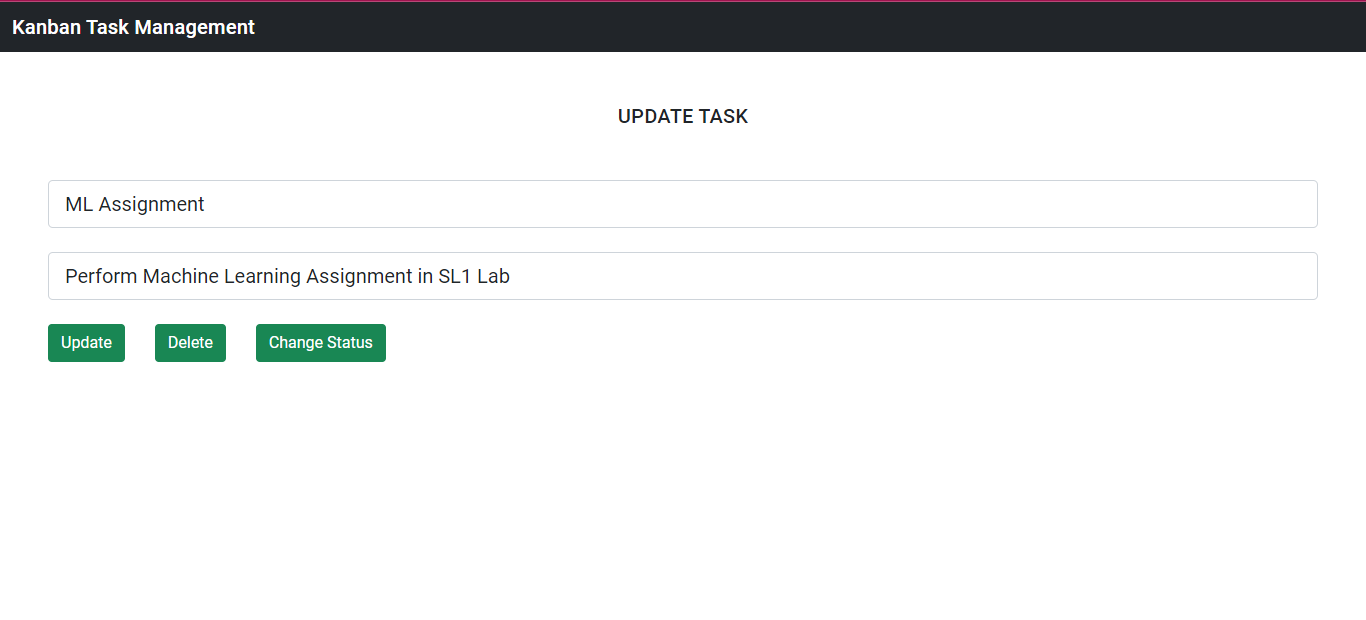 Kanban Task Management
UPDATE TASK
ML Assignment
Perform Machine Learning Assignment in SL1 Lab
Update Delete Change Status